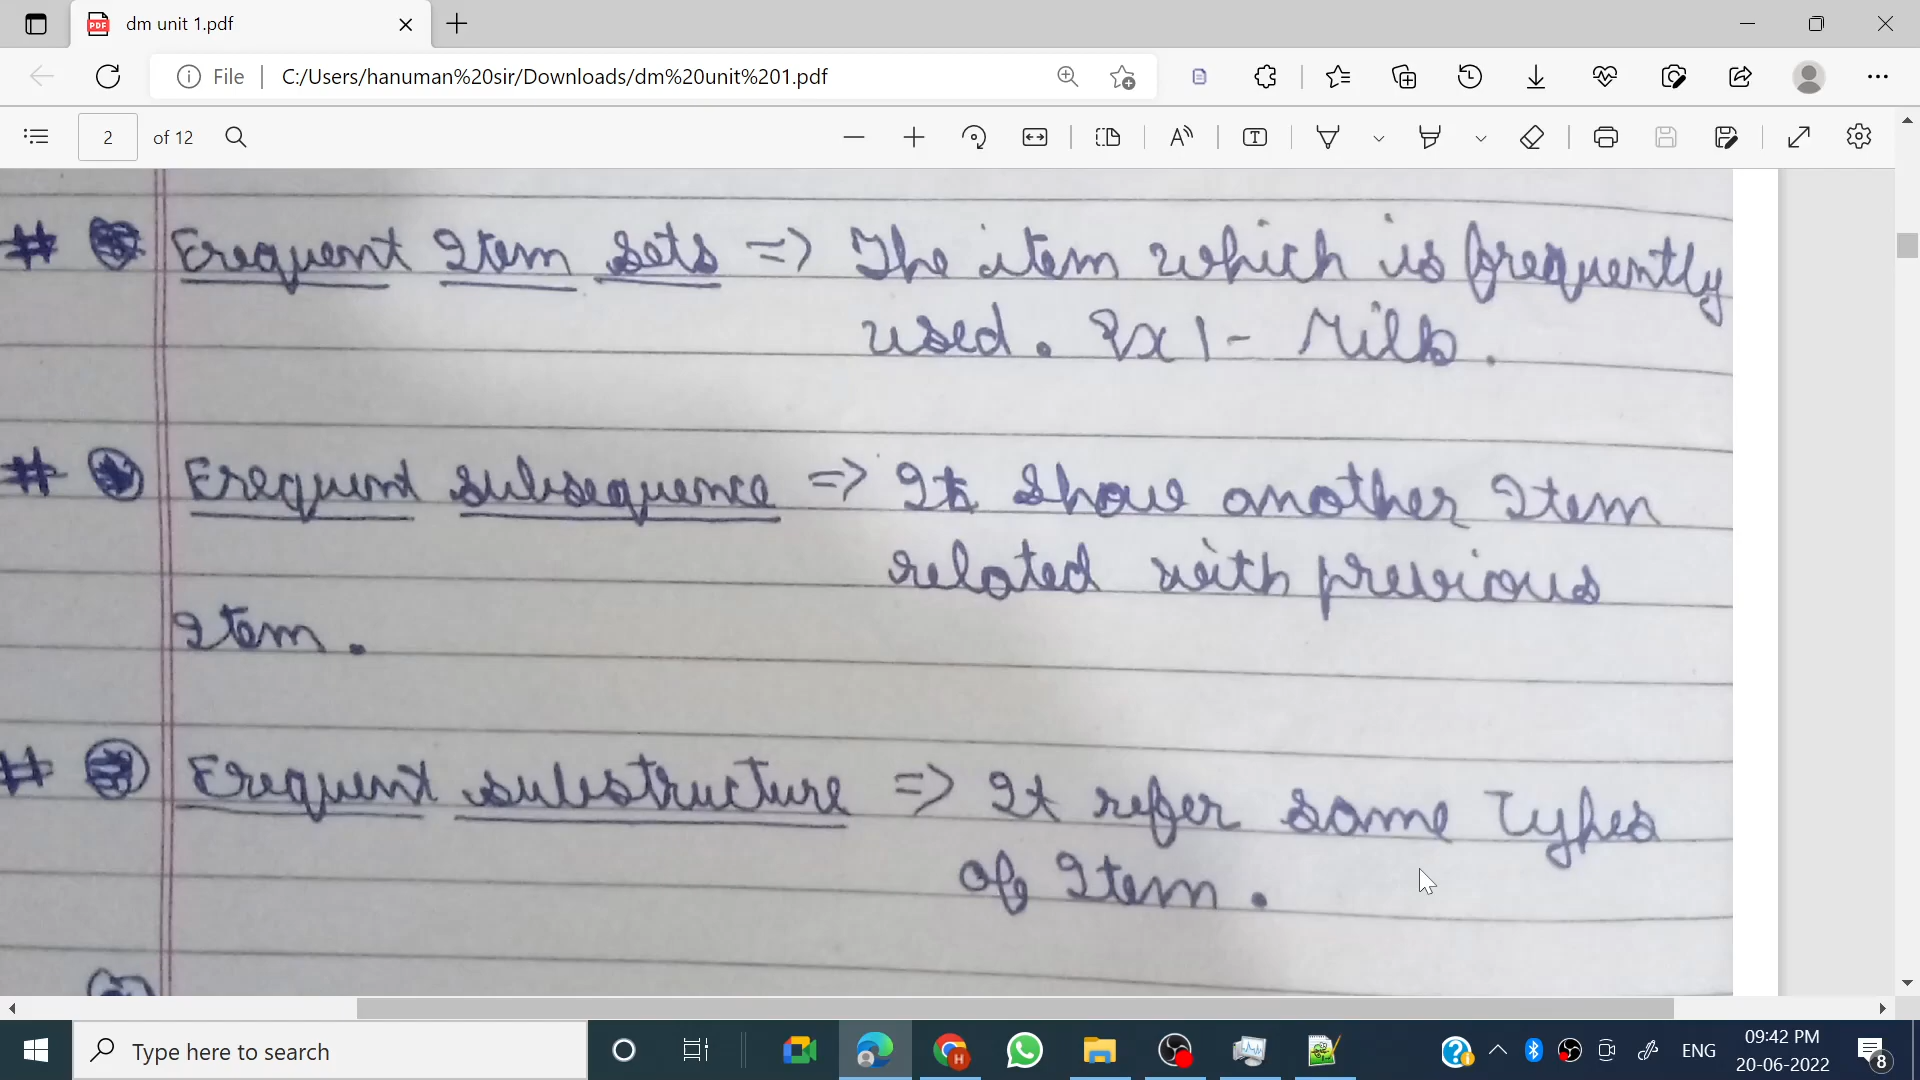 dm unit 1.pdf
File
C:/Users/hanuman%20sir/Downloads/dm%20unit%201.pdf
2 of 12
# Frequent Item sets => The item which is frequently
used. Ex:- Milk.
# Frequent subsequence => It show another Item
related with previous
Item.
# Frequent substructure => It refer some Types
of Item.
Type here to search
ENG
09:42 PM
20-06-2022
8